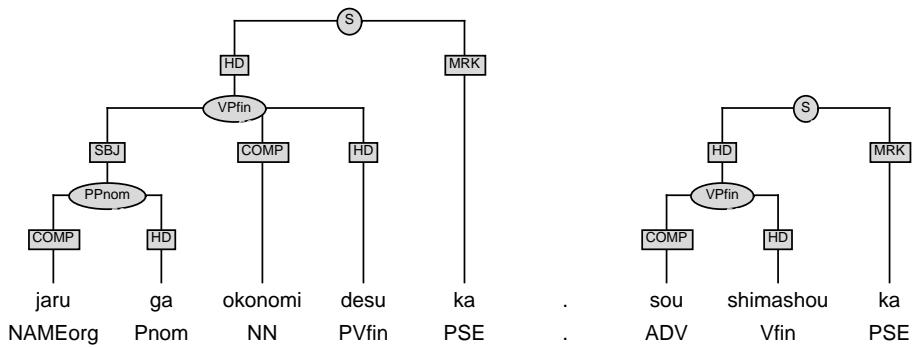 S S
HD MRK
VPfin
SBJ COMP HD HD MRK
PPnom VPfin
COMP HD COMP HD
jaru ga okonomi desu ka . sou shimashou ka
NAMEorg Pnom NN PVfin PSE . ADV Vfin PSE